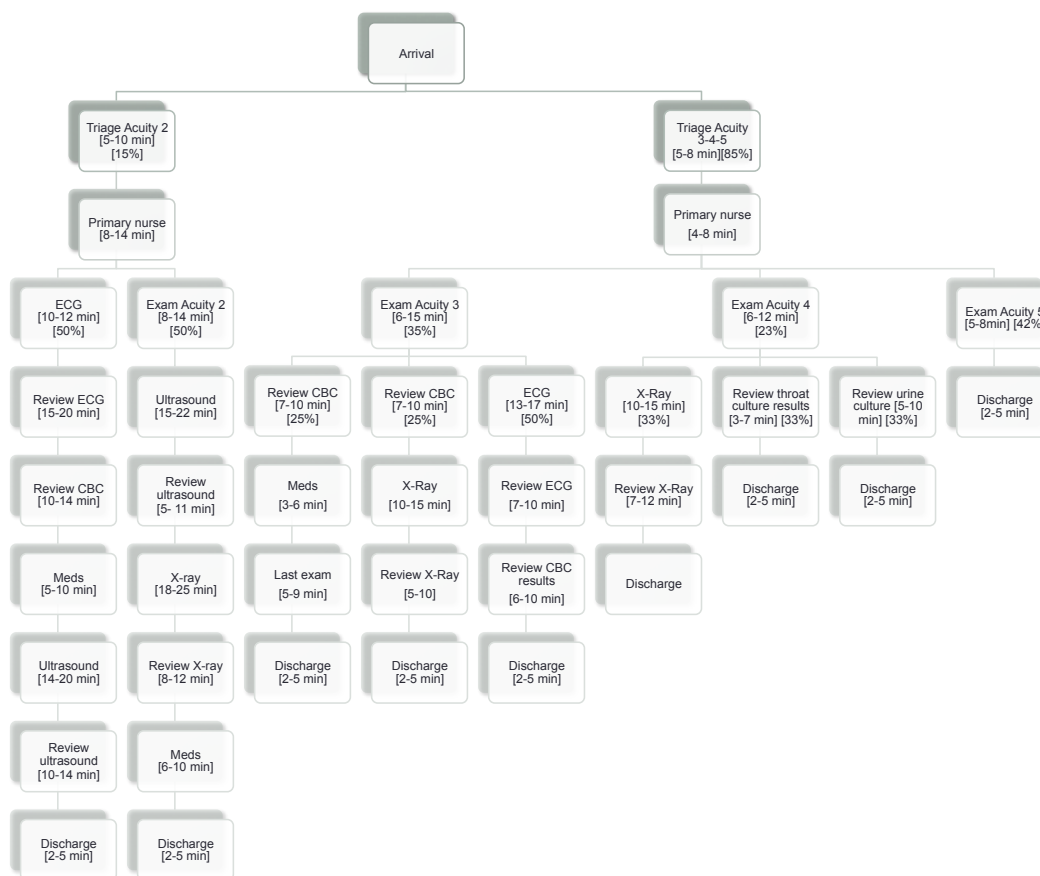 Arrival
Triage Acuity 2
[5-10 min]
[15%]
Triage Acuity
3-4-5
[5-8 min][85%]
Primary nurse
[8-14 min]
Primary nurse
[4-8 min]
ECG
[10-12 min]
[50%]
Exam Acuity 2
[8-14 min]
[50%]
Exam Acuity 3
[6-15 min]
[35%]
Exam Acuity 4
[6-12 min]
[23%]
Exam Acuity 5
[5-8min] [42%
Review ECG
[15-20 min]
Ultrasound
[15-22 min]
Review CBC
[7-10 min]
[25%]
Review CBC
[7-10 min]
[25%]
ECG
[13-17 min]
[50%]
X-Ray
[10-15 min]
[33%]
Review throat
culture results
[3-7 min] [33%]
Review urine
culture [5-10
min] [33%]
Discharge
[2-5 min]
Review CBC
[10-14 min]
Review
ultrasound
[5- 11 min]
Meds
[3-6 min]
X-Ray
[10-15 min]
Review ECG
[7-10 min]
Review X-Ray
[7-12 min]
Discharge
[2-5 min]
Discharge
[2-5 min]
Meds
[5-10 min]
X-ray
[18-25 min]
Last exam
[5-9 min]
Review X-Ray
[5-10]
Review CBC
results
[6-10 min]
Discharge
Ultrasound
[14-20 min]
Review X-ray
[8-12 min]
Discharge
[2-5 min]
Discharge
[2-5 min]
Discharge
[2-5 min]
Review
ultrasound
[10-14 min]
Meds
[6-10 min]
Discharge
[2-5 min]
Discharge
[2-5 min]